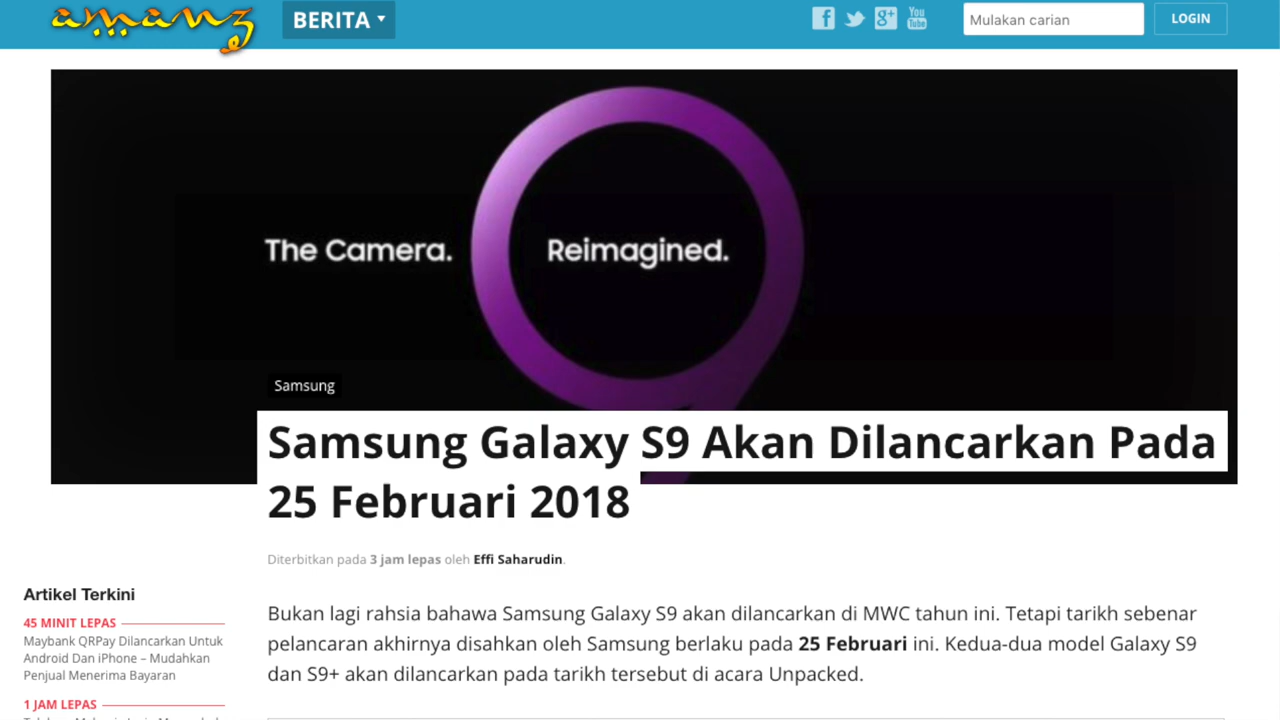 amanz
BERITA
You
Tube
Mulakan carian
LOGIN
The Camera. Reimagined.
Samsung
Samsung Galaxy S9 Akan Dilancarkan Pada
25 Februari 2018
Diterbitkan pada 3 jam lepas oleh Effi Saharudin.
Artikel Terkini
45 MINIT LEPAS
Maybank QRPay Dilancarkan Untuk
Android Dan iPhone – Mudahkan
Penjual Menerima Bayaran
1 JAM LEPAS
Bukan lagi rahsia bahawa Samsung Galaxy S9 akan dilancarkan di MWC tahun ini. Tetapi tarikh sebenar
pelancaran akhirnya disahkan oleh Samsung berlaku pada 25 Februari ini. Kedua-dua model Galaxy S9
dan S9+ akan dilancarkan pada tarikh tersebut di acara Unpacked.